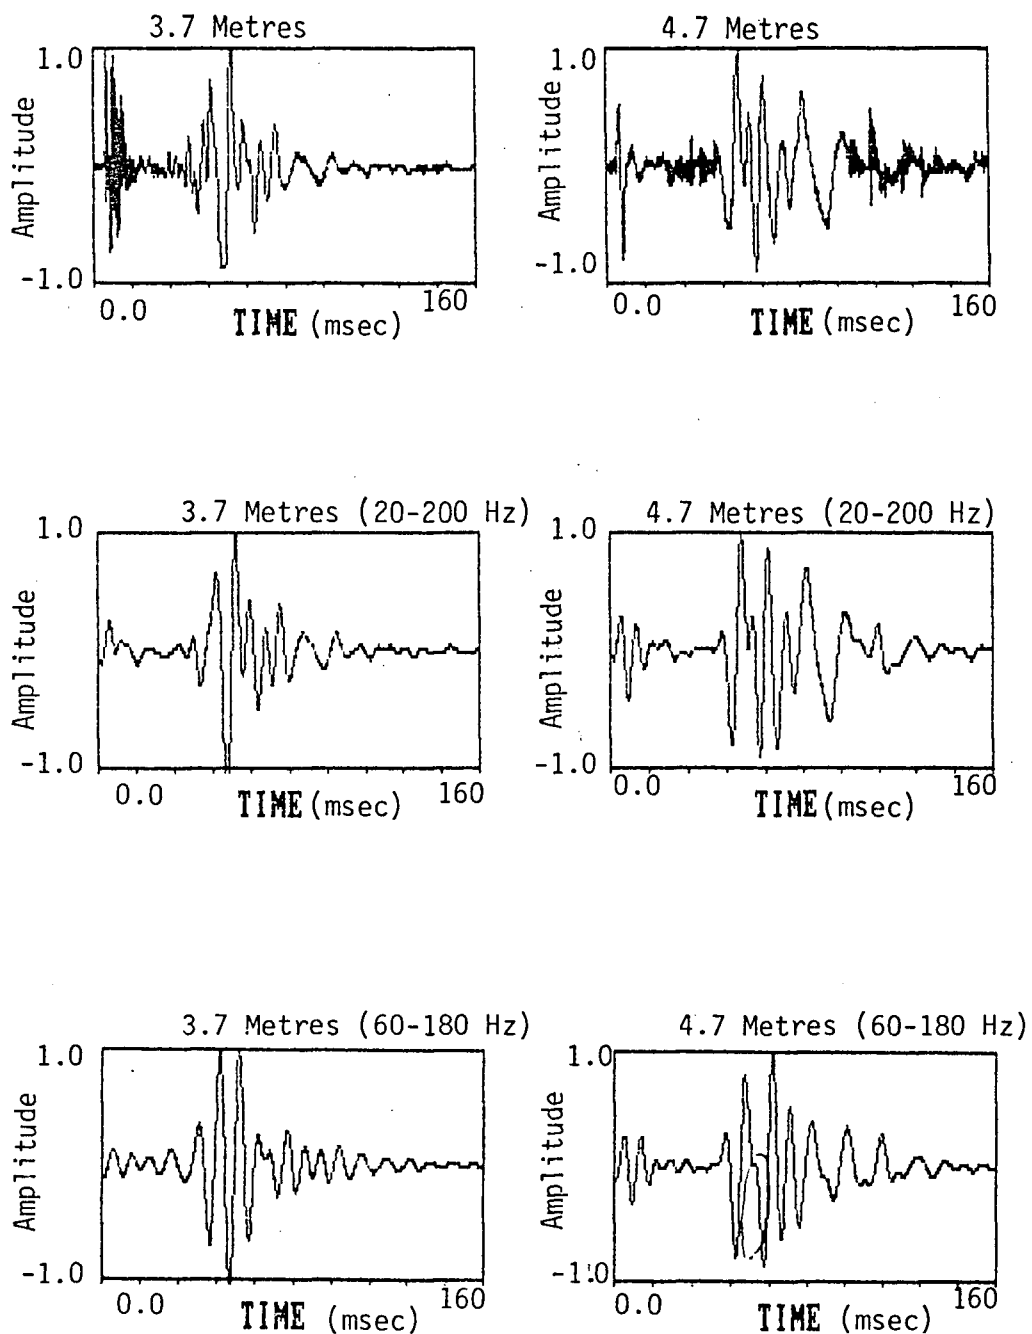 3.7 Metres
1.0
Amplitude
-1.0
0.0
160
TIME (msec)
4.7 Metres
1.0
Amplitude
-1.0
0.0
160
TIME (msec)
3.7 Metres (20-200 Hz)
1.0
Amplitude
-1.0
0.0
160
TIME (msec)
4.7 Metres (20-200 Hz)
1.0
Amplitude
-1.0
0.0
160
TIME (msec)
3.7 Metres (60-180 Hz)
1.0
Amplitude
-1.0
0.0
160
TIME (msec)
4.7 Metres (60-180 Hz)
1.0
Amplitude
-1.0
0.0
160
TIME (msec)